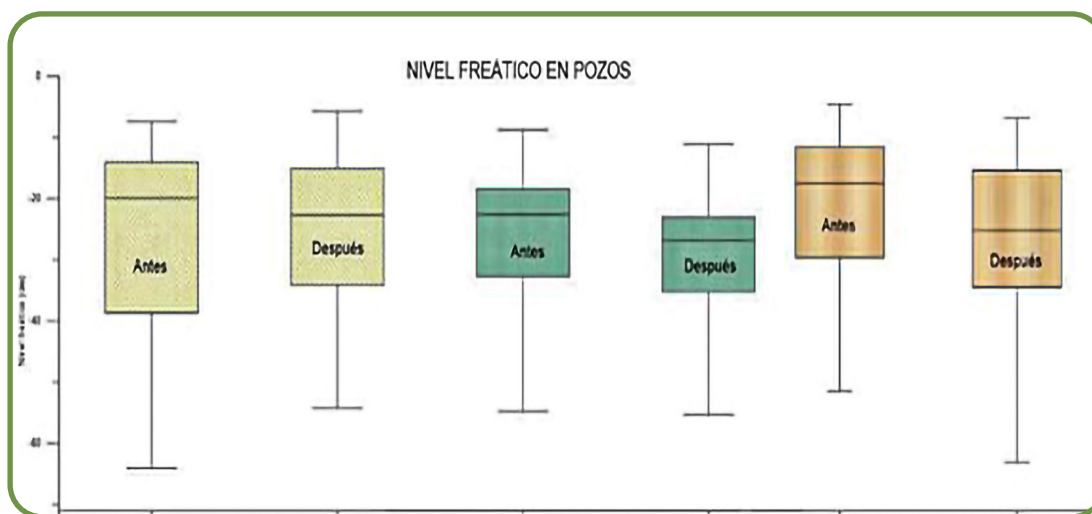 NIVEL FREÁTICO EN POZOS
0
-20
-40
-60
Antes
Después
Antes
Después
Antes
Después